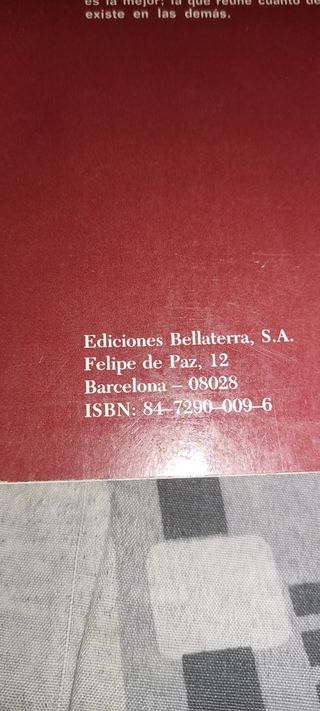 es la mejor; la que reúne cuanto de
existe en las demás.
Ediciones Bellaterra, S.A.
Felipe de Paz, 12
Barcelona – 08028
ISBN: 84–7290–009–6